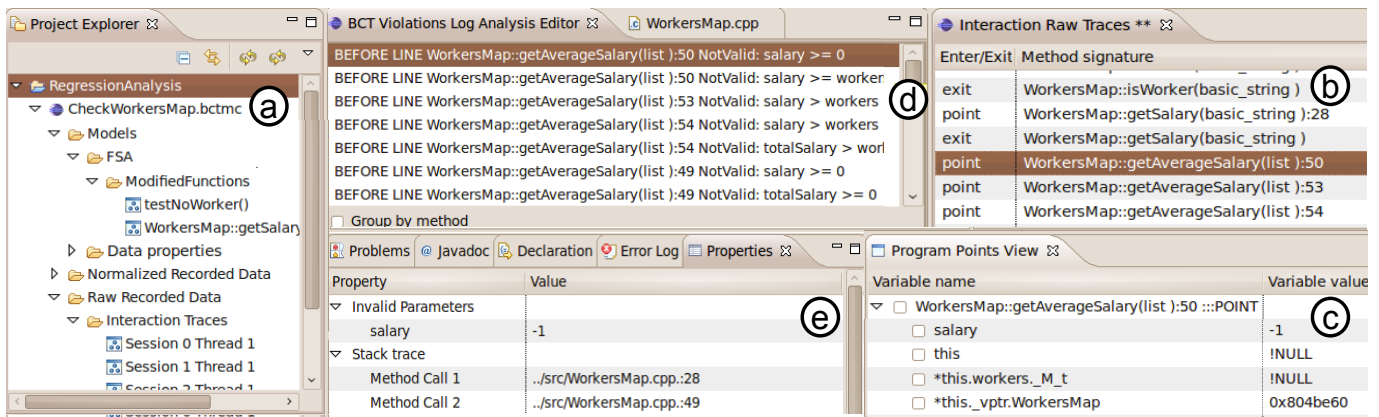 Project Explorer
RegressionAnalysis
CheckWorkersMap.bctmc
a
Models
FSA
ModifiedFunctions
testNoWorker()
WorkersMap::getSalary
Data properties
Normalized Recorded Data
Raw Recorded Data
Interaction Traces
Session 0 Thread 1
Session 1 Thread 1
Session 2 Thread 1
BCT Violations Log Analysis Editor
WorkersMap.cpp
BEFORE LINE WorkersMap::getAverageSalary(list ):50 NotValid: salary >= 0
BEFORE LINE WorkersMap::getAverageSalary(list ):50 NotValid: salary >= worker
BEFORE LINE WorkersMap::getAverageSalary(list ):53 NotValid: salary > workers
BEFORE LINE WorkersMap::getAverageSalary(list ):54 NotValid: salary > workers
BEFORE LINE WorkersMap::getAverageSalary(list ):54 NotValid: totalSalary > worl
BEFORE LINE WorkersMap::getAverageSalary(list ):49 NotValid: salary >= 0
BEFORE LINE WorkersMap::getAverageSalary(list ):49 NotValid: totalSalary >= 0
d
Group by method
Interaction Raw Traces **
Enter/Exit Method signature
exit WorkersMap::isWorker(basic_string )
b
point WorkersMap::getSalary(basic_string ):28
exit WorkersMap::getSalary(basic_string )
point WorkersMap::getAverageSalary(list ):50
point WorkersMap::getAverageSalary(list ):53
point WorkersMap::getAverageSalary(list ):54
Problems @ Javadoc Declaration Error Log Properties
Property Value
Invalid Parameters
e
salary -1
Stack trace
Method Call 1 ../src/WorkersMap.cpp.:28
Method Call 2 ../src/WorkersMap.cpp.:49
Program Points View
Variable name Variable value
WorkersMap::getAverageSalary(list ):50 :::POINT
c
salary -1
this !NULL
*this.workers._M_t !NULL
*this._vptr.WorkersMap 0x804be60